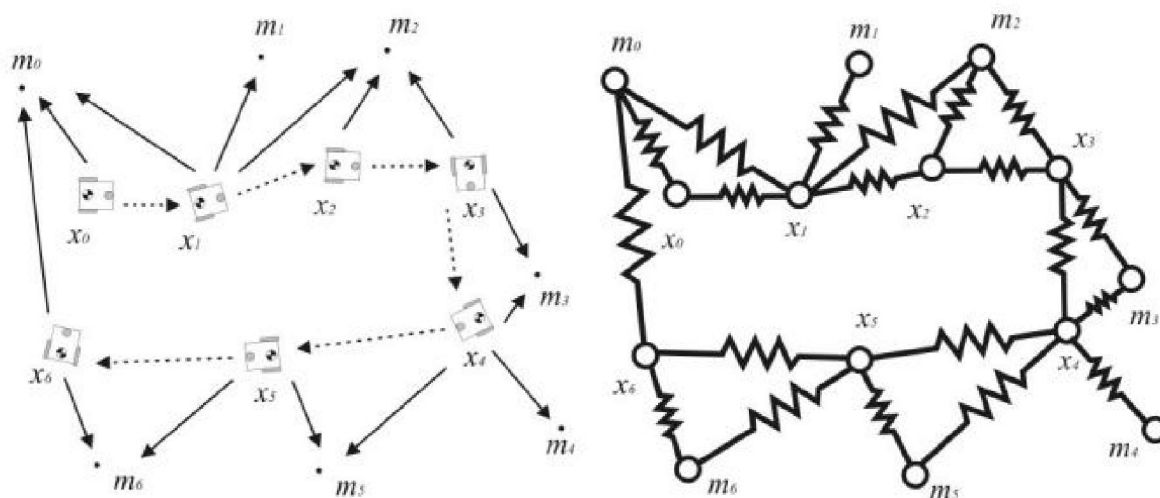 m₁ m₂
m₀
x₀ x₁ x₂ x₃
m₃
x₆ x₅ x₄
m₆ m₅ m₄
m₀ m₁ m₂
x₀ x₁ x₂ x₃
m₃
x₆ x₅ x₄
m₆ m₅ m₄